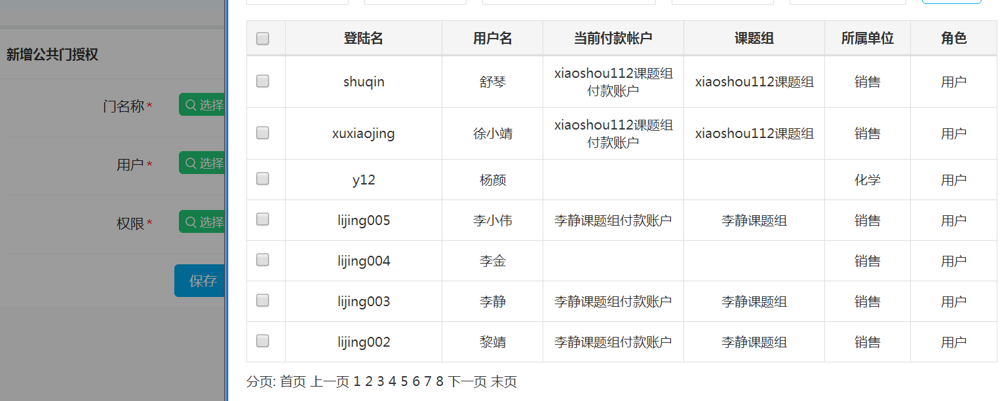 新增公共门授权
门名称*
选择
用户*
选择
权限*
选择
保存
登陆名 用户名 当前付款帐户 课题组 所属单位 角色
shuqin 舒琴 xiaoshou112课题组付款账户 xiaoshou112课题组 销售 用户
xuxiaojing 徐小靖 xiaoshou112课题组付款账户 xiaoshou112课题组 销售 用户
y12 杨颜 化学 用户
lijing005 李小伟 李静课题组付款账户 李静课题组 销售 用户
lijing004 李金 销售 用户
lijing003 李静 李静课题组付款账户 李静课题组 销售 用户
lijing002 黎靖 李静课题组付款账户 李静课题组 销售 用户
分页: 首页 上一页 1 2 3 4 5 6 7 8 下一页 末页